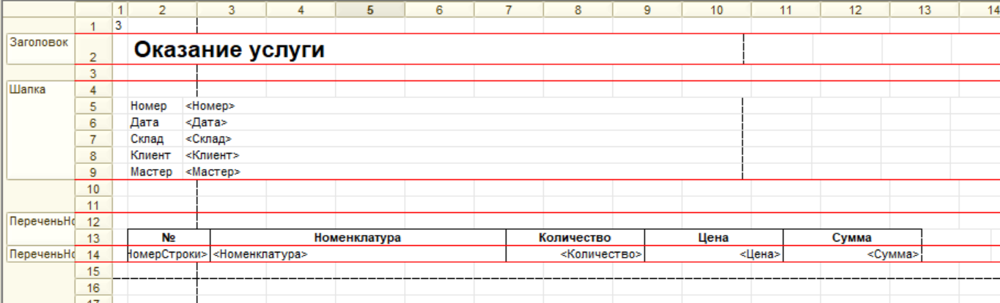 1 2 3 4 5 6 7 8 9 10 11 12 13 14
1 3
Заголовок 2 Оказание услуги
3
Шапка 4
5 Номер <Номер>
6 Дата <Дата>
7 Склад <Склад>
8 Клиент <Клиент>
9 Мастер <Мастер>
10
11
ПереченьНо 12
13 № Номенклатура Количество Цена Сумма
ПереченьНо 14 НомерСтроки> <Номенклатура> <Количество> <Цена> <Сумма>
15
16
17